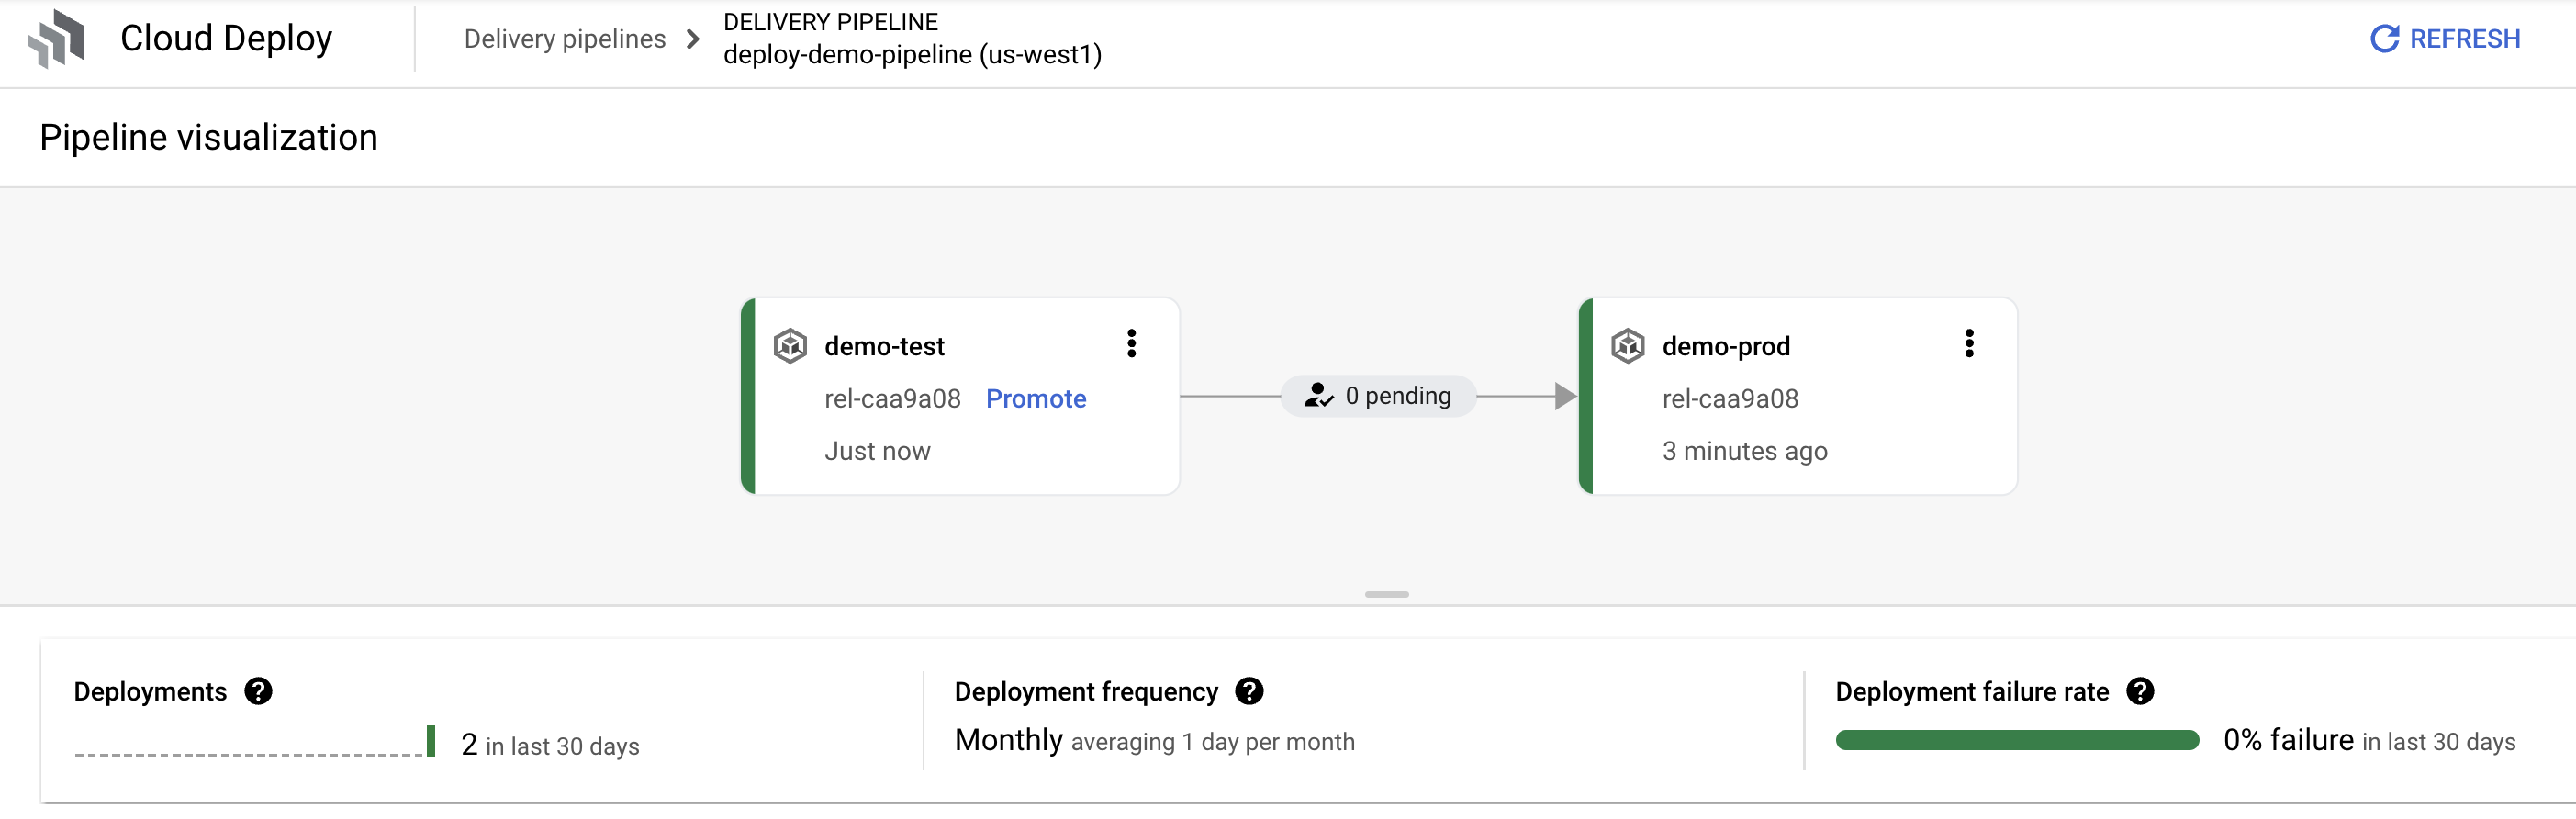 Cloud Deploy
Delivery pipelines
DELIVERY PIPELINE
deploy-demo-pipeline (us-west1)
REFRESH
Pipeline visualization
demo-test
rel-caa9a08 Promote
Just now
0 pending
demo-prod
rel-caa9a08
3 minutes ago
Deployments ?
2 in last 30 days
Deployment frequency ?
Monthly averaging 1 day per month
Deployment failure rate ?
0% failure in last 30 days